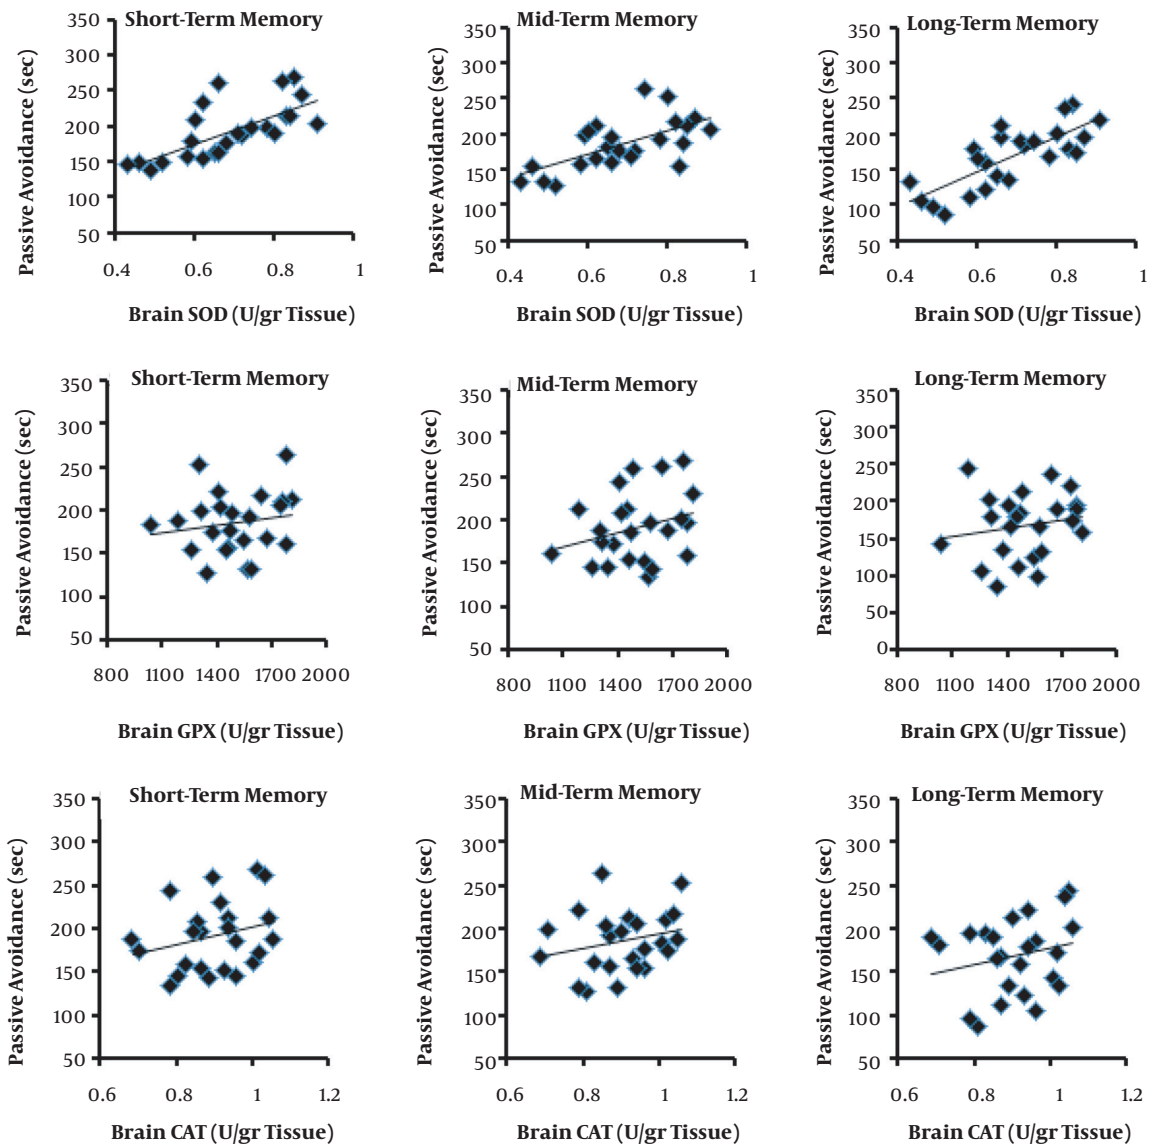 Short-Term Memory
Passive Avoidance (sec)
350
300
250
200
150
100
50
0.4 0.6 0.8 1
Brain SOD (U/gr Tissue)
Mid-Term Memory
Passive Avoidance (sec)
350
300
250
200
150
100
50
0.4 0.6 0.8 1
Brain SOD (U/gr Tissue)
Long-Term Memory
Passive Avoidance (sec)
350
300
250
200
150
100
50
0.4 0.6 0.8 1
Brain SOD (U/gr Tissue)
Short-Term Memory
Passive Avoidance (sec)
350
300
250
200
150
100
50
800 1100 1400 1700 2000
Brain GPX (U/gr Tissue)
Mid-Term Memory
Passive Avoidance (sec)
350
300
250
200
150
100
50
800 1100 1400 1700 2000
Brain GPX (U/gr Tissue)
Long-Term Memory
Passive Avoidance (sec)
350
300
250
200
150
100
50
0
800 1100 1400 1700 2000
Brain GPX (U/gr Tissue)
Short-Term Memory
Passive Avoidance (sec)
350
300
250
200
150
100
50
0.6 0.8 1 1.2
Brain CAT (U/gr Tissue)
Mid-Term Memory
Passive Avoidance (sec)
350
300
250
200
150
100
50
0.6 0.8 1 1.2
Brain CAT (U/gr Tissue)
Long-Term Memory
Passive Avoidance (sec)
350
300
250
200
150
100
50
0.6 0.8 1 1.2
Brain CAT (U/gr Tissue)